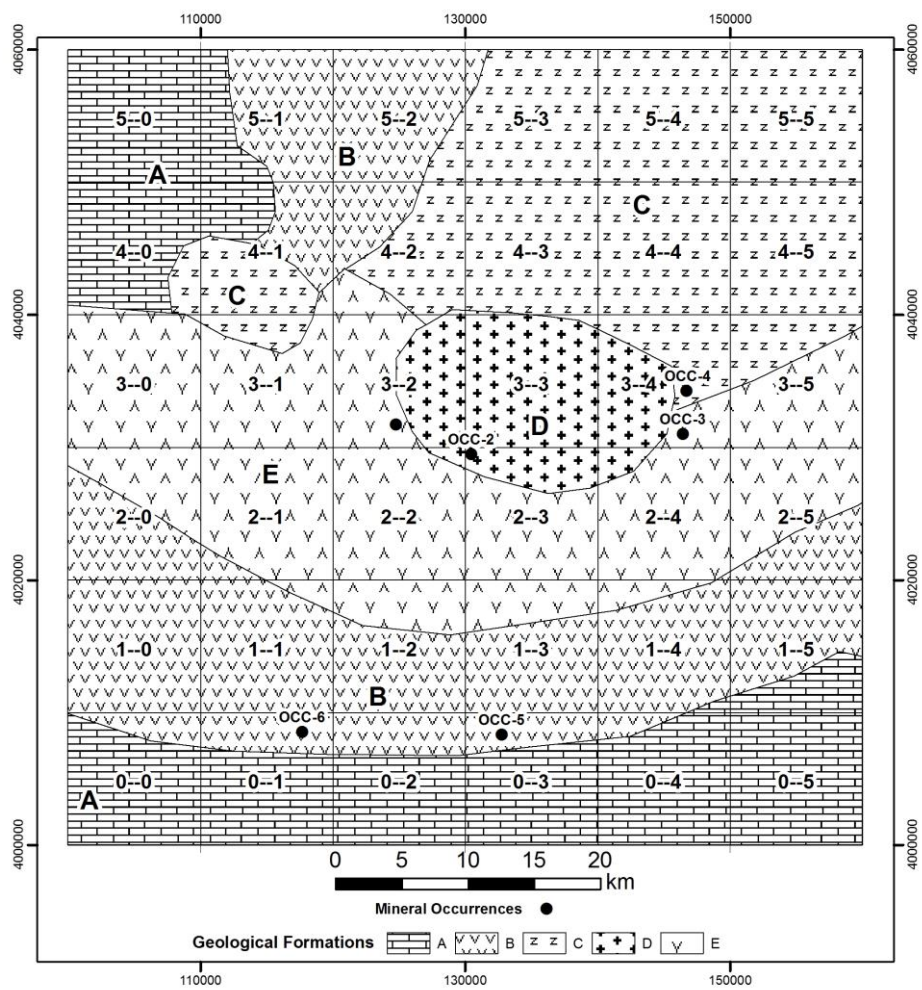 110000 130000 150000
4060000 4060000
5--0 5--1 5--2 5--3 5--4 5--5
B
A
C
4--0 4--1 4--2 4--3 4--4 4--5
C
4040000 4040000
3--0 3--1 3--2 3--3 3--4 OCC-4 3--5
OCC-3
D
OCC-2
E
2--0 2--1 2--2 2--3 2--4 2--5
4020000 4020000
1--0 1--1 1--2 1--3 1--4 1--5
B
OCC-6 OCC-5
0--0 0--1 0--2 0--3 0--4 0--5
A
4000000 4000000
0 5 10 15 20
km
Mineral Occurrences
Geological Formations A B C D E
110000 130000 150000